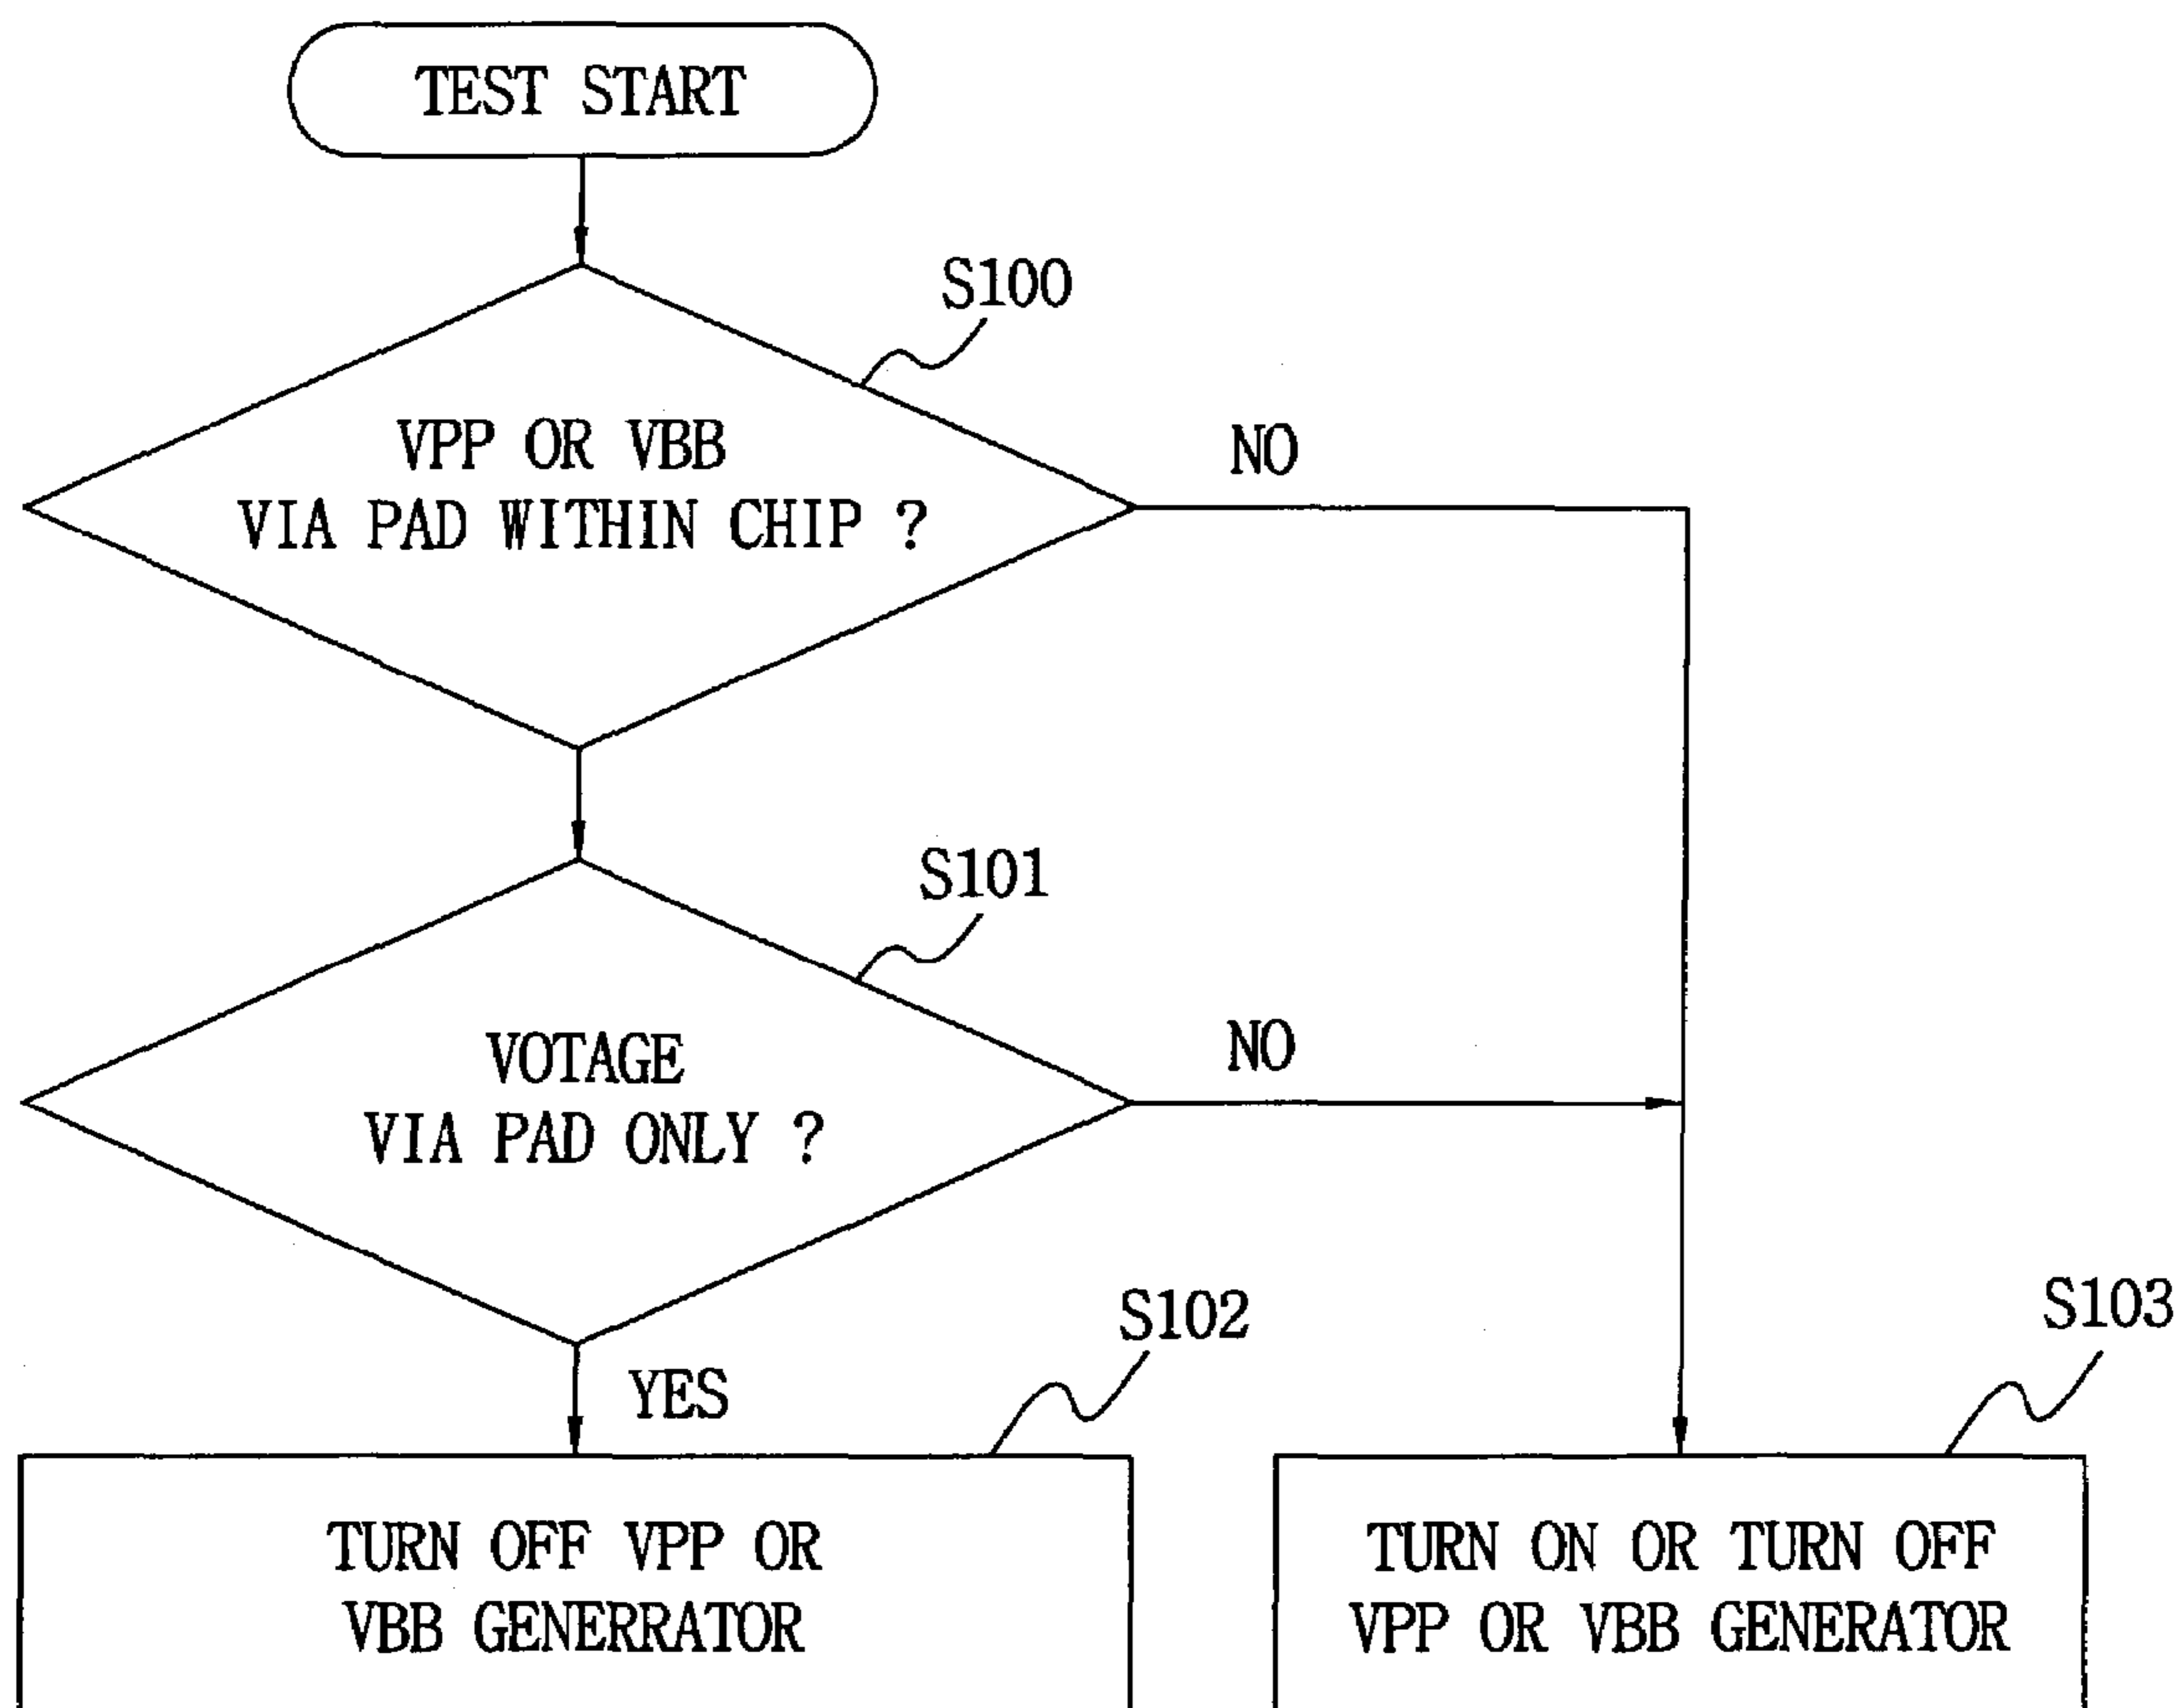 TEST START
S100
VPP OR VBB
VIA PAD WITHIN CHIP ?
NO
S101
VOTAGE
VIA PAD ONLY ?
NO
S102
S103
YES
TURN OFF VPP OR
VBB GENERRATOR
TURN ON OR TURN OFF
VPP OR VBB GENERATOR